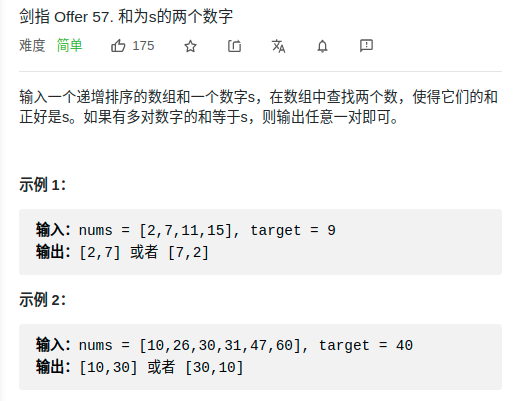 剑指 Offer 57. 和为s的两个数字
难度 简单 175
输入一个递增排序的数组和一个数字s，在数组中查找两个数，使得它们的和
正好是s。如果有多对数字的和等于s，则输出任意一对即可。
示例 1：
输入：nums = [2,7,11,15], target = 9
输出：[2,7] 或者 [7,2]
示例 2：
输入：nums = [10,26,30,31,47,60], target = 40
输出：[10,30] 或者 [30,10]